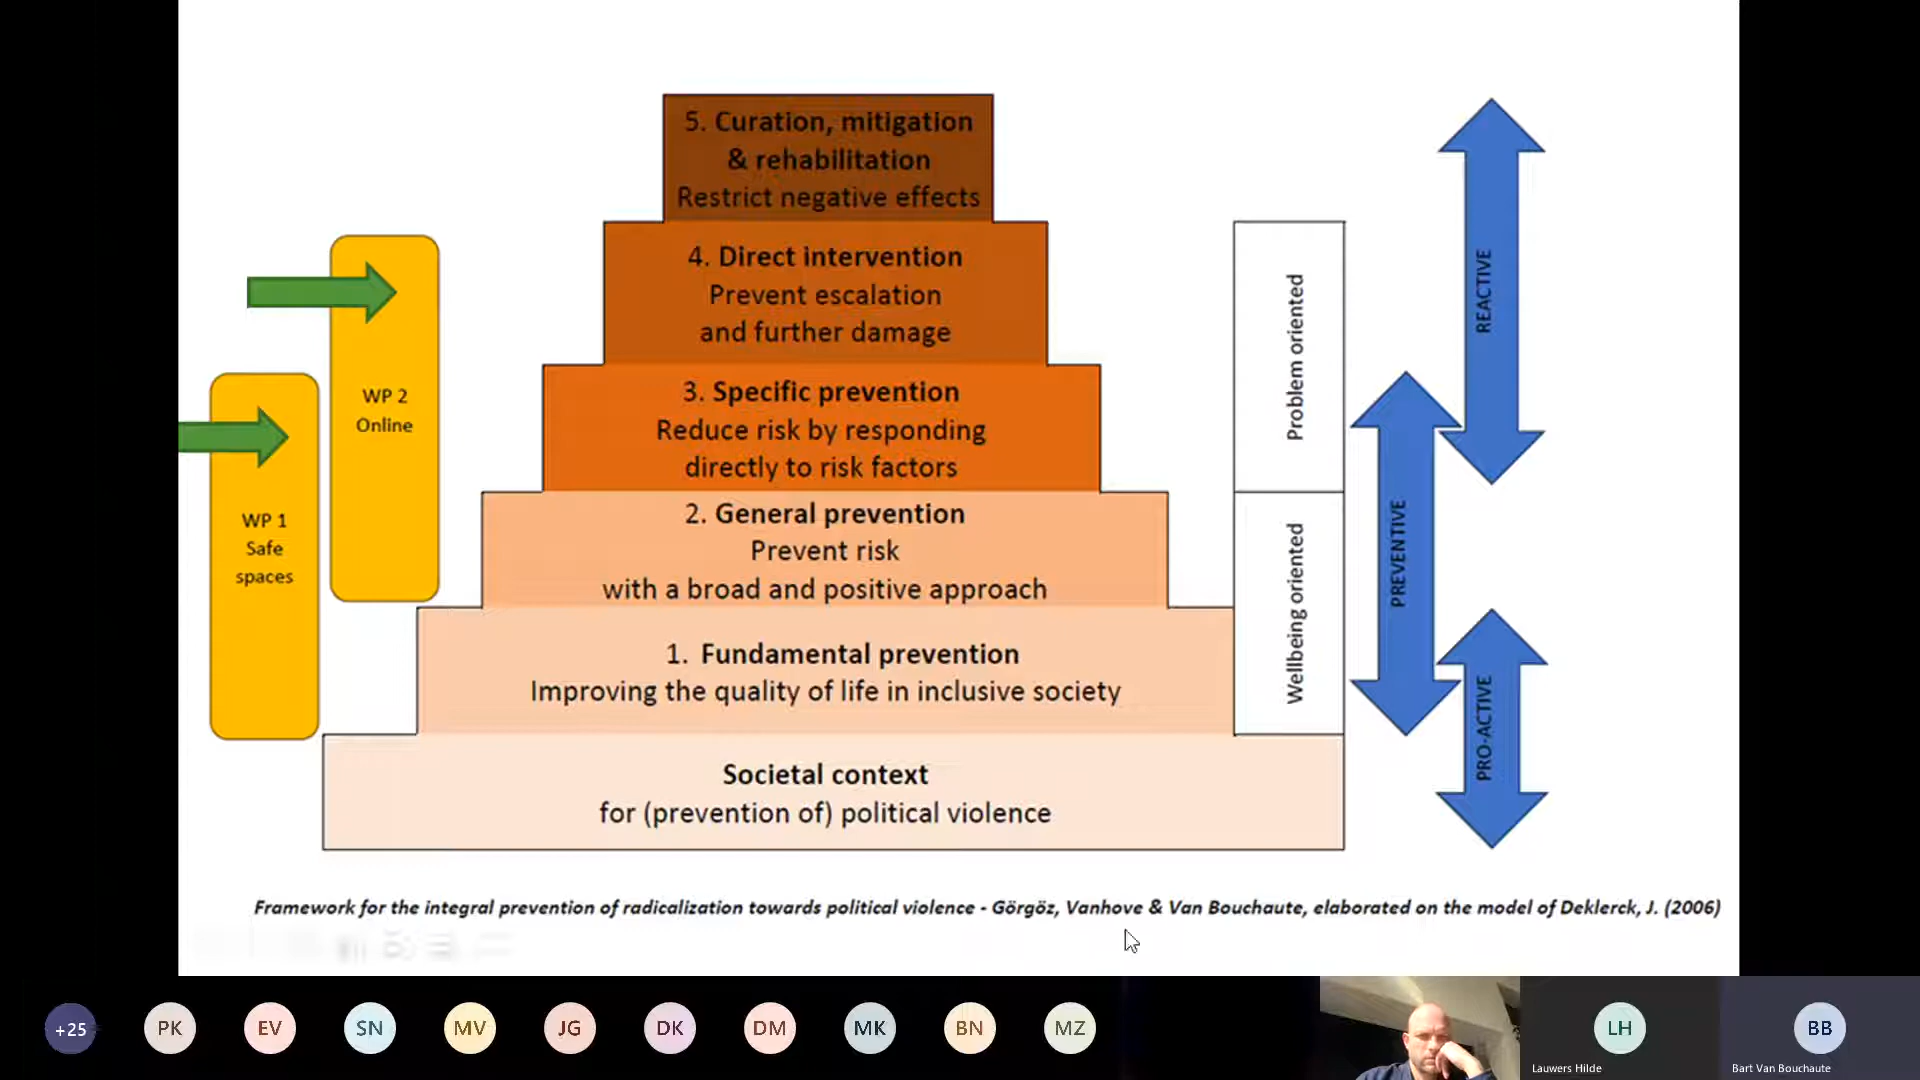 5. Curation, mitigation
& rehabilitation
Restrict negative effects
4. Direct intervention
Prevent escalation
and further damage
3. Specific prevention
Reduce risk by responding
directly to risk factors
2. General prevention
Prevent risk
with a broad and positive approach
1. Fundamental prevention
Improving the quality of life in inclusive society
Societal context
for (prevention of) political violence
WP 2
Online
WP 1
Safe
spaces
Problem oriented
Wellbeing oriented
REACTIVE
PREVENTIVE
PRO-ACTIVE
Framework for the integral prevention of radicalization towards political violence - Görgöz, Vanhove & Van Bouchaute, elaborated on the model of Deklerck, J. (2006)
+25
PK
EV
SN
MV
JG
DK
DM
MK
BN
MZ
LH
Lauwers Hilde
BB
Bart Van Bouchaute